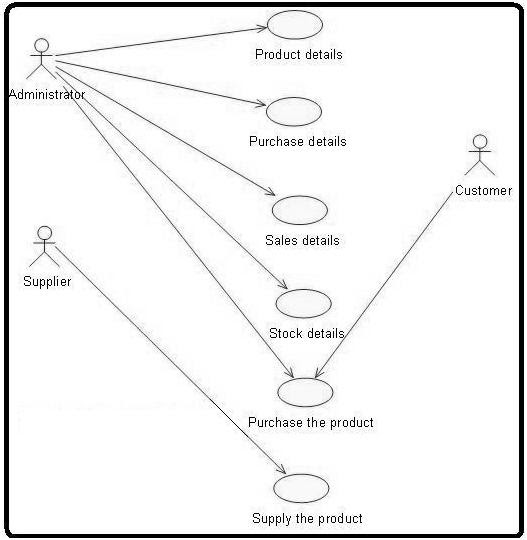 Product details
Administrator
Purchase details
Customer
Sales details
Supplier
Stock details
Purchase the product
Supply the product